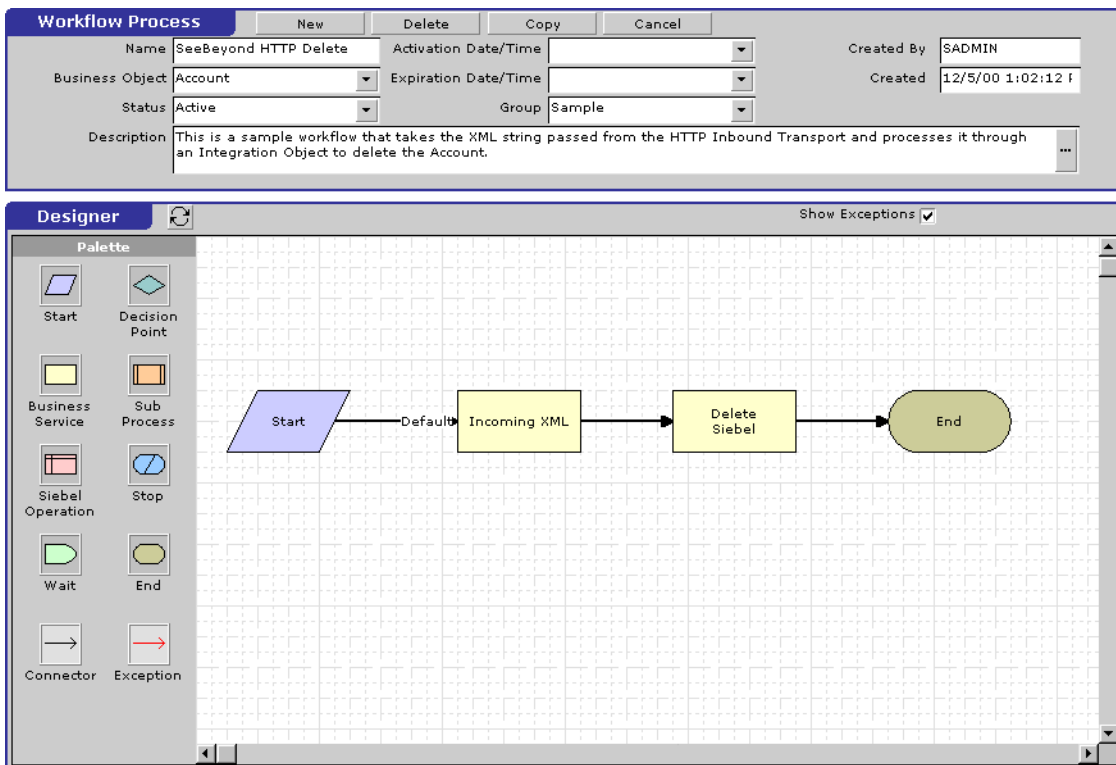 Workflow Process
New
Delete
Copy
Cancel
Name
SeeBeyond HTTP Delete
Activation Date/Time
Created By
SADMIN
Business Object
Account
Expiration Date/Time
Created
12/5/00 1:02:12
Status
Active
Group
Sample
Description
This is a sample workflow that takes the XML string passed from the HTTP Inbound Transport and processes it through
an Integration Object to delete the Account.
...
Designer
Show Exceptions
Palette
Start
Decision
Point
Business
Service
Sub
Process
Siebel
Operation
Stop
Wait
End
Connector
Exception
Start
Default
Incoming XML
Delete
Siebel
End